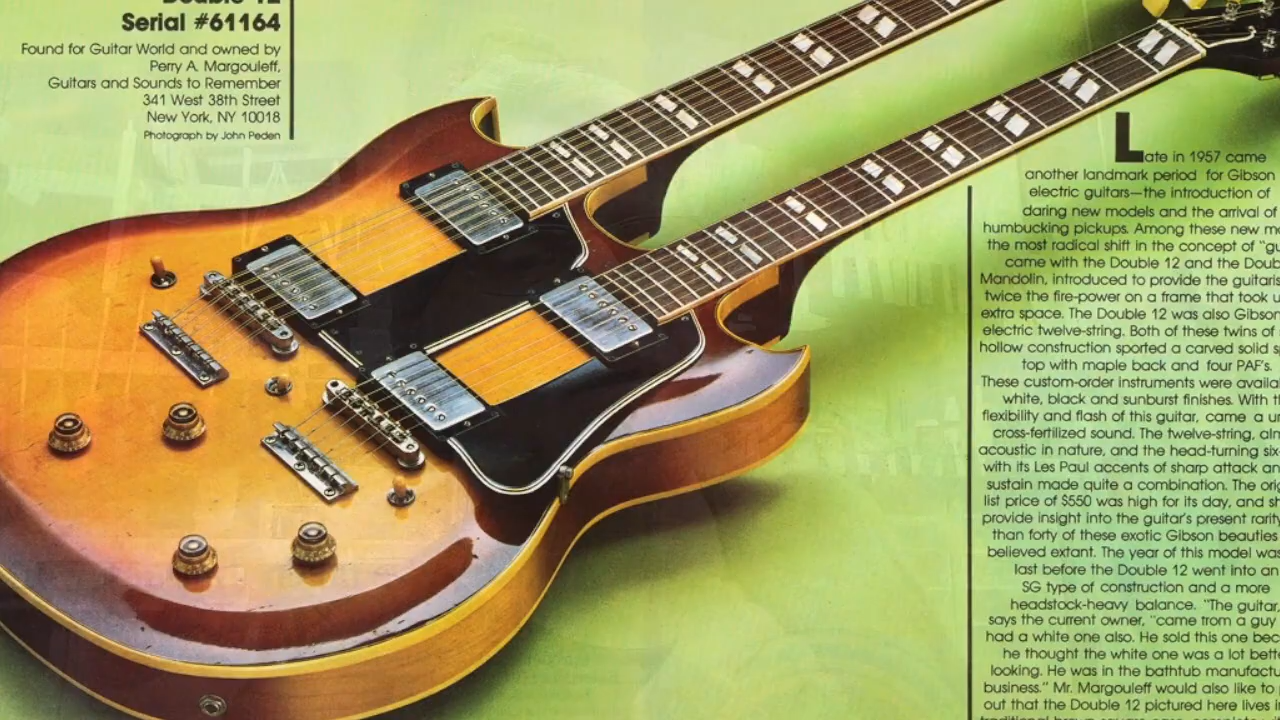 Double 12
Serial #61164
Found for Guitar World and owned by
Perry A. Margouleff,
Guitars and Sounds to Remember
341 West 38th Street
New York, NY 10018
Photograph by John Peden
Late in 1957 came
another landmark period for Gibson
electric guitars—the introduction of
daring new models and the arrival of
humbucking pickups. Among these new
the most radical shift in the concept of
came with the Double 12 and the
Mandolin, introduced to provide the
twice the fire-power on a frame that took
extra space. The Double 12 was also
electric twelve-string. Both of these twins of
hollow construction sported a carved solid
top with maple back and four PAF's.
These custom-order instruments were
white, black and sunburst finishes. With
flexibility and flash of this guitar, came a
cross-fertilized sound. The twelve-string,
acoustic in nature, and the head-turning
with its Les Paul accents of sharp attack
sustain made quite a combination. The
list price of $550 was high for its day, and
provide insight into the guitar's present
than forty of these exotic Gibson beauties
believed extant. The year of this model was
last before the Double 12 went into an
SG type of construction and a more
headstock-heavy balance. "The guitar,
says the current owner, "came from a guy
had a white one also. He sold this one
he thought the white one was a lot
looking. He was in the bathtub
business." Mr. Margouleff would also like to
out that the Double 12 pictured here lives